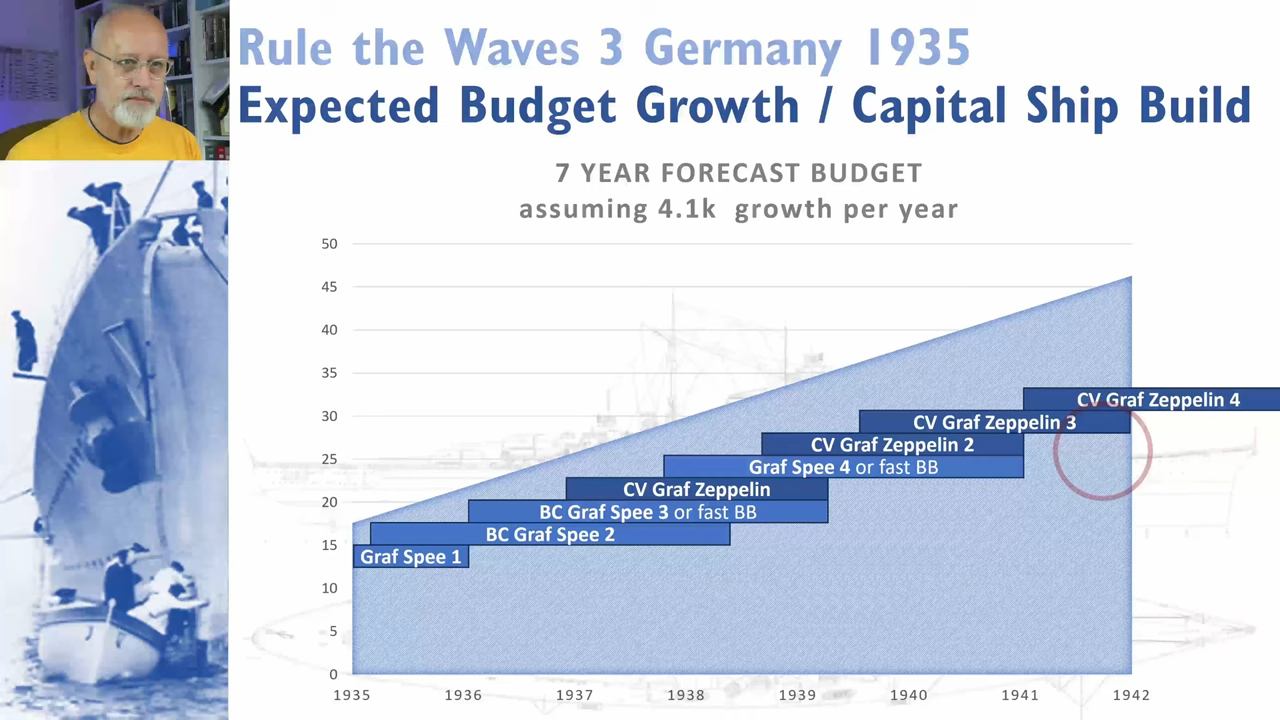 Rule the Waves 3 Germany 1935
Expected Budget Growth / Capital Ship Build
7 YEAR FORECAST BUDGET
assuming 4.1k growth per year
50
45
40
35
30
25
20
15
10
5
0
CV Graf Zeppelin 4
CV Graf Zeppelin 3
CV Graf Zeppelin 2
Graf Spee 4 or fast BB
CV Graf Zeppelin
BC Graf Spee 3 or fast BB
BC Graf Spee 2
Graf Spee 1
1935 1936 1937 1938 1939 1940 1941 1942